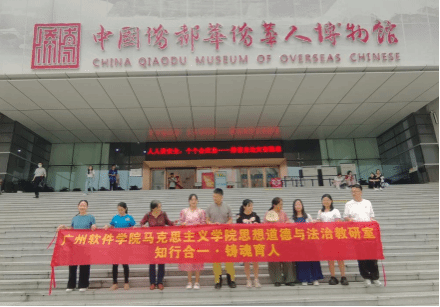 中国侨都华侨华人博物馆
CHINA QIAODU MUSEUM OF OVERSEAS CHINESE
广州软件学院马克思主义学院思想道德与法治教研室
知行合一·铸魂育人